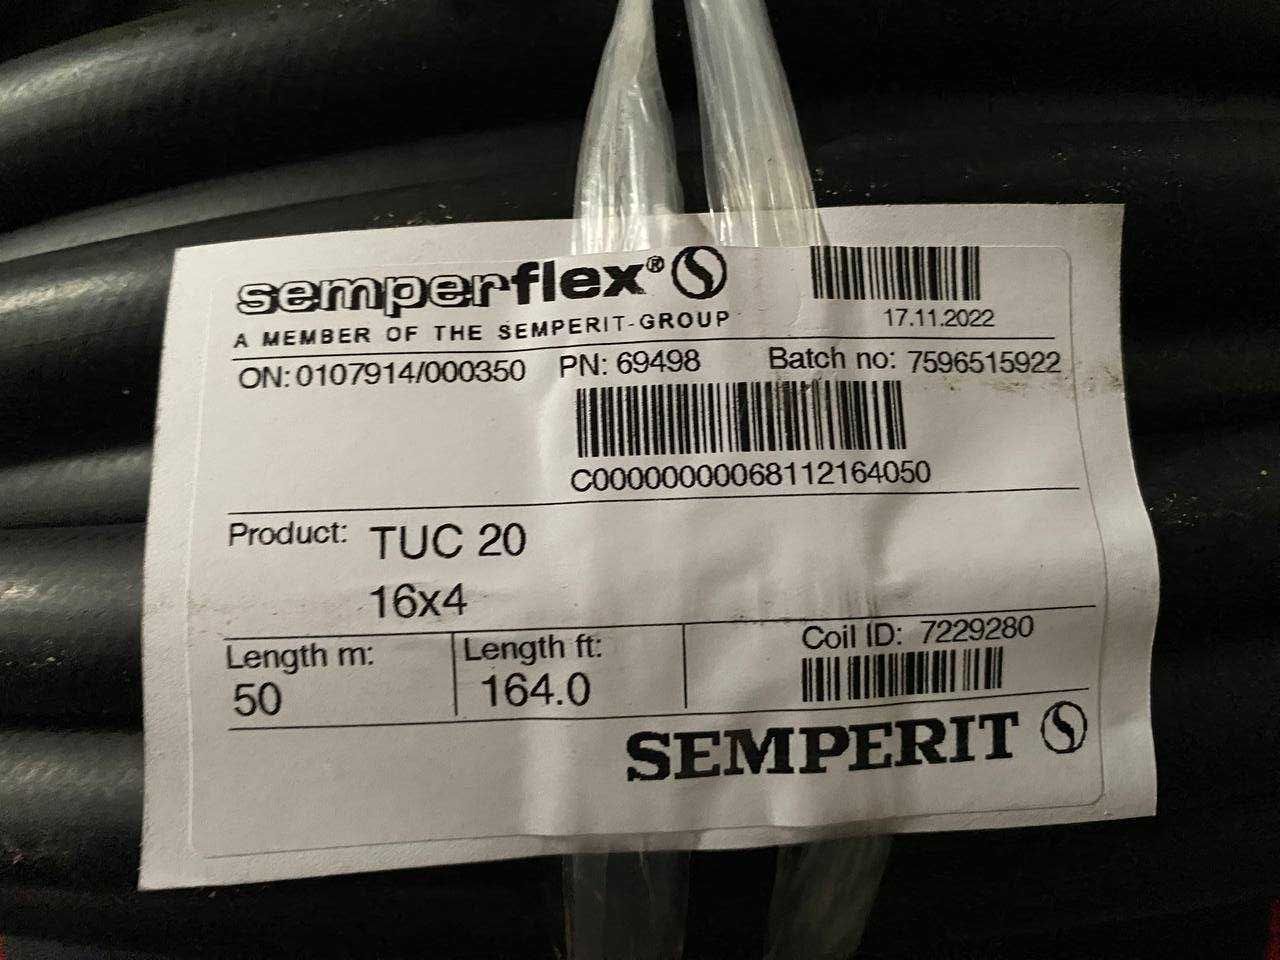 semperflex®
A MEMBER OF THE SEMPERIT-GROUP
17.11.2022
ON: 0107914/000350 PN: 69498 Batch no: 7596515922
C00000000068112164050
Product: TUC 20
16x4
Length m: Length ft: Coil ID: 7229280
50 164.0
SEMPERIT